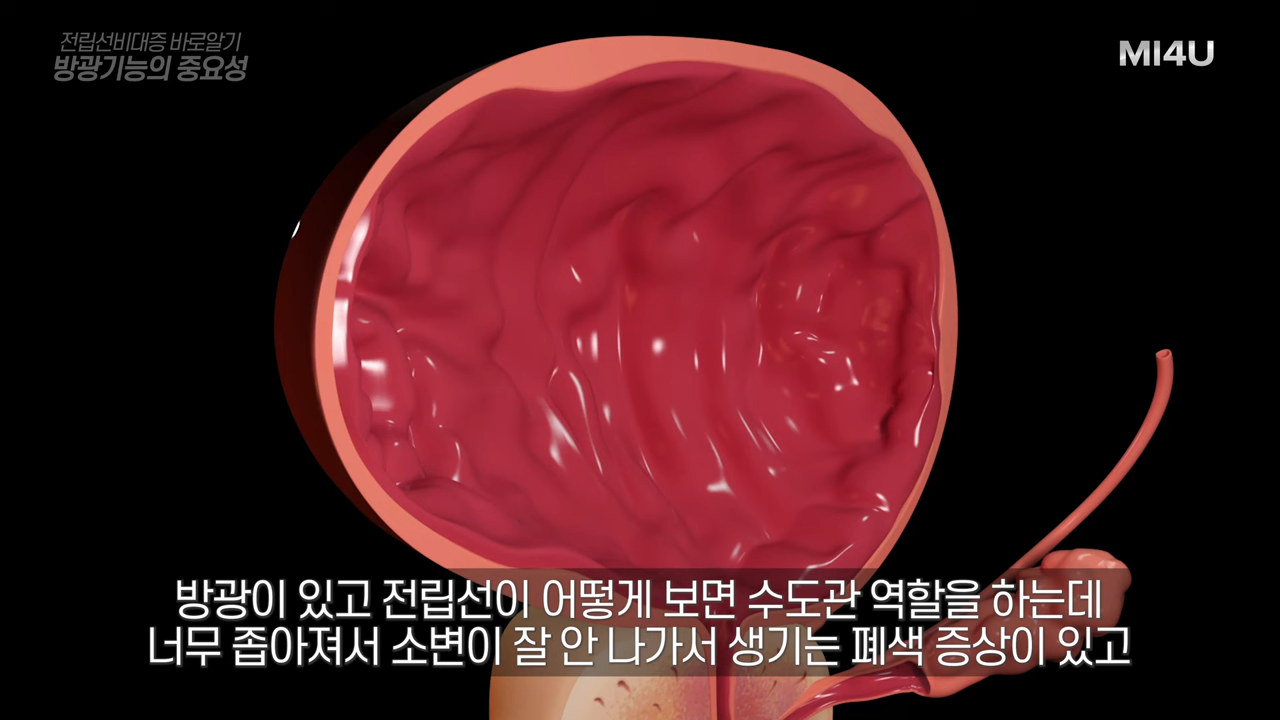 전립선비대증 바로알기
방광기능의 중요성
MI4U
방광이 있고 전립선이 어떻게 보면 수도관 역할을 하는데
너무 좁아져서 소변이 잘 안 나가서 생기는 폐색 증상이 있고